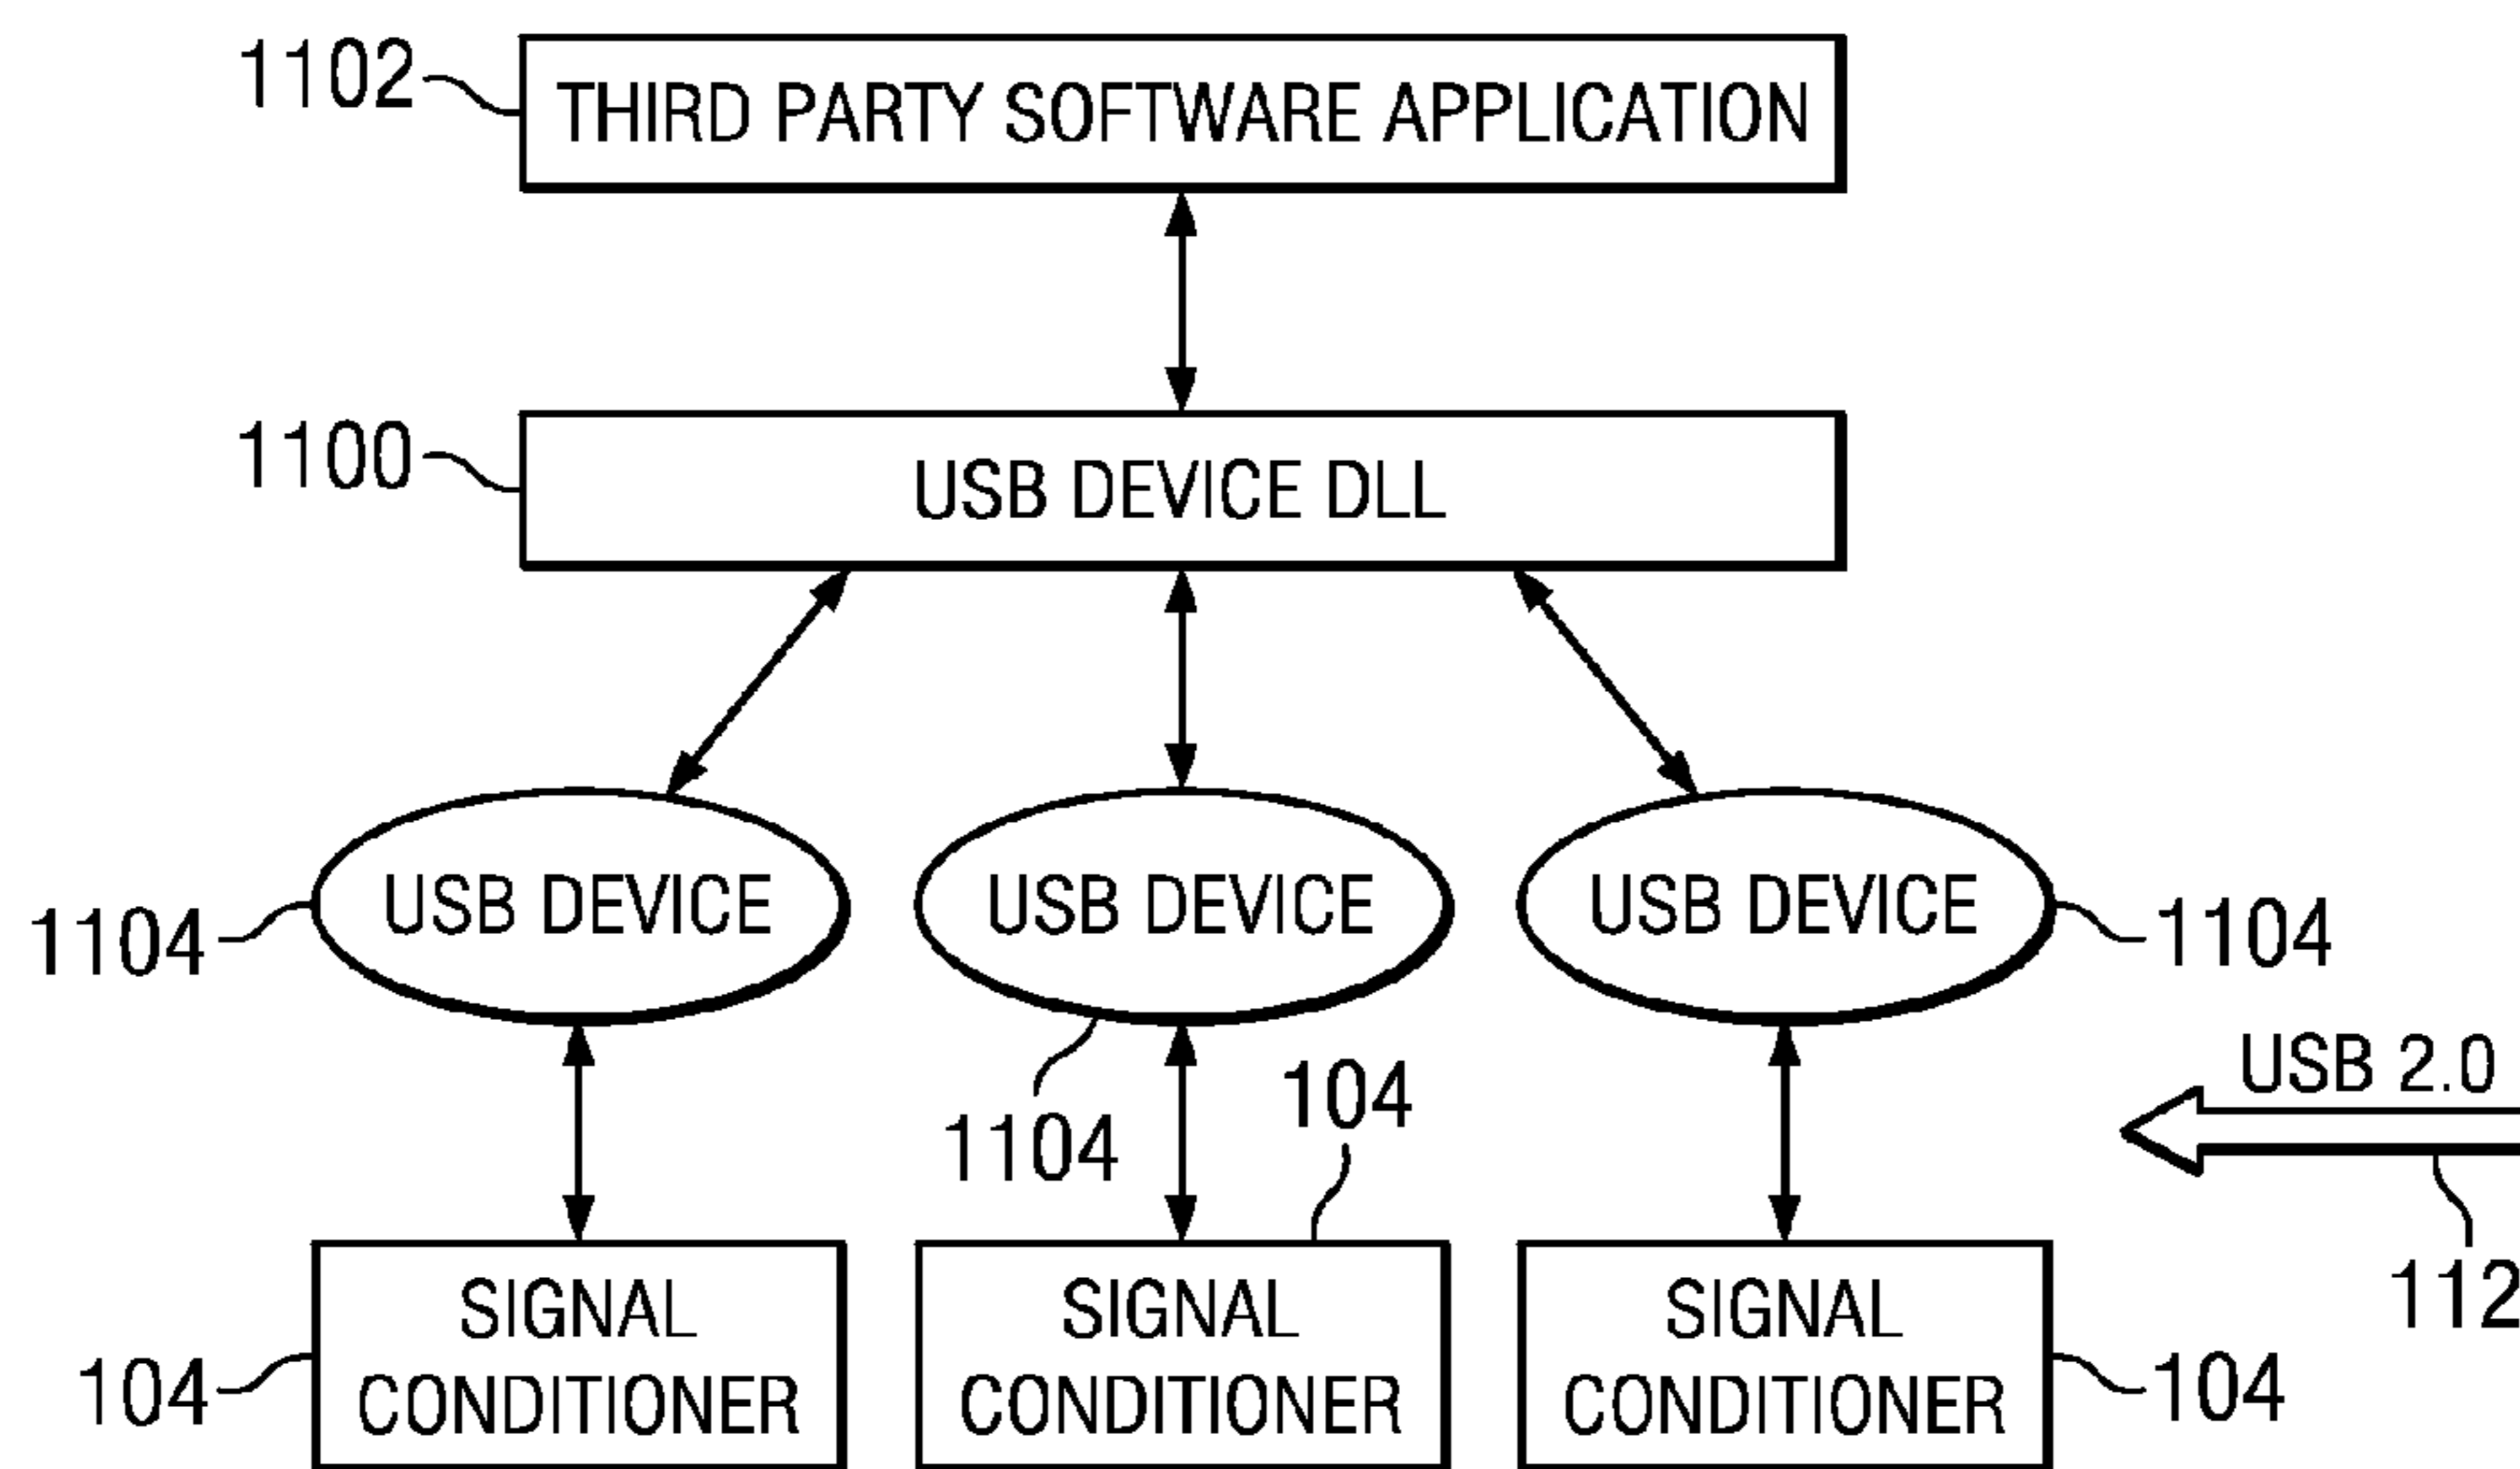 1102
THIRD PARTY SOFTWARE APPLICATION
1100
USB DEVICE DLL
1104
USB DEVICE
USB DEVICE
USB DEVICE
1104
USB 2.0
1104
104
112
SIGNAL
CONDITIONER
SIGNAL
CONDITIONER
SIGNAL
CONDITIONER
104
104